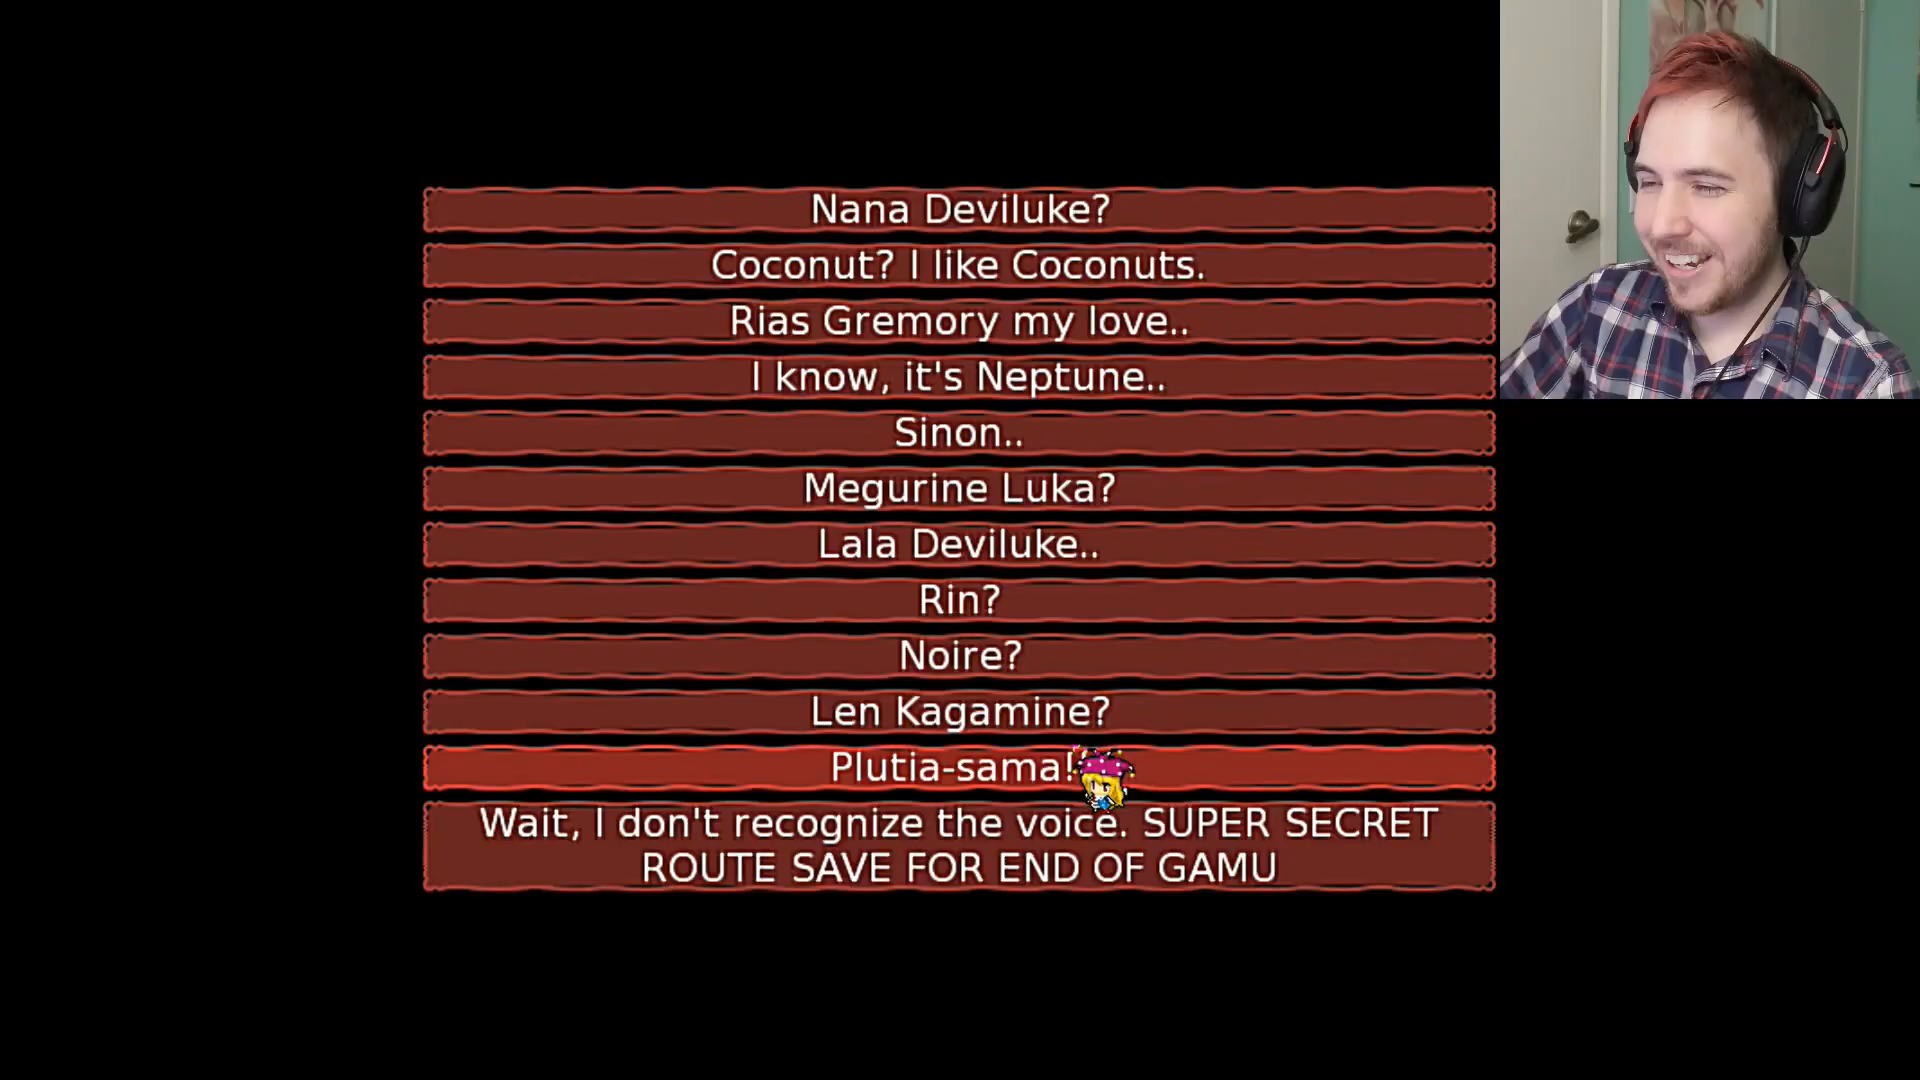 Nana Deviluke?
Coconut? I like Coconuts.
Rias Gremory my love..
I know, it's Neptune..
Sinon..
Megurine Luka?
Lala Deviluke..
Rin?
Noire?
Len Kagamine?
Plutia-sama!
Wait, I don't recognize the voice. SUPER SECRET
ROUTE SAVE FOR END OF GAMU